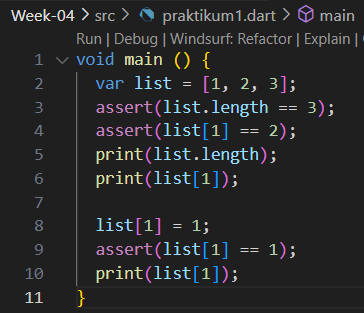 Week-04 > src > praktikum1.dart > main
Run | Debug | Windsurf: Refactor | Explain |
1 void main () {
2 var list = [1, 2, 3];
3 assert(list.length == 3);
4 assert(list[1] == 2);
5 print(list.length);
6 print(list[1]);
7
8 list[1] = 1;
9 assert(list[1] == 1);
10 print(list[1]);
11 }